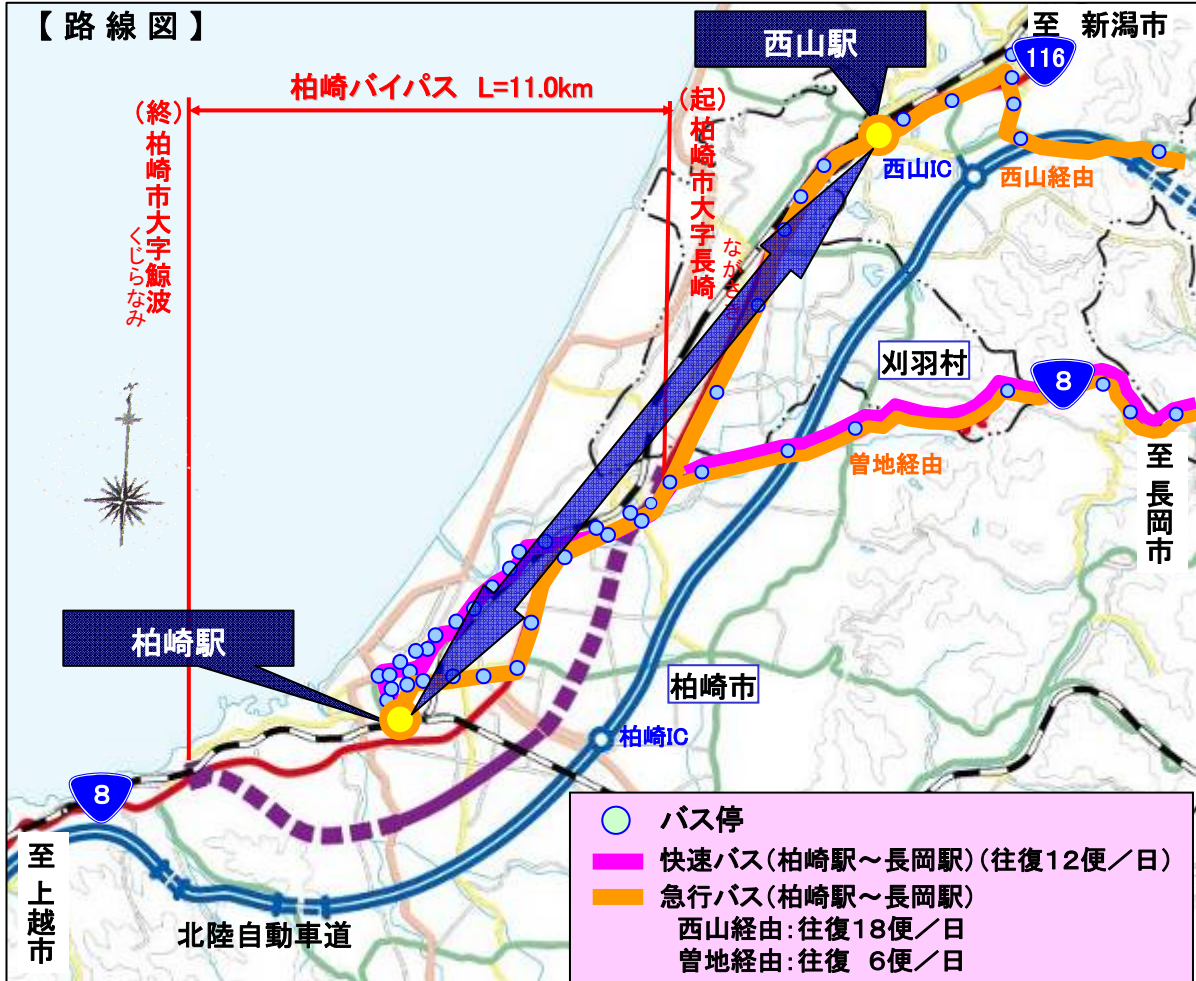 【路線図】
至 新潟市
116
西山駅
柏崎バイパス L=11.0km
(終)柏崎市大字鯨波
くじらなみ
(起)柏崎市大字長崎
西山IC
西山経由
刈羽村
8
曽地経由
至 長岡市
柏崎駅
柏崎市
柏崎IC
8
至 上越市
北陸自動車道
バス停
快速バス(柏崎駅~長岡駅)(往復12便/日)
急行バス(柏崎駅~長岡駅)
西山経由:往復18便/日
曽地経由:往復 6便/日